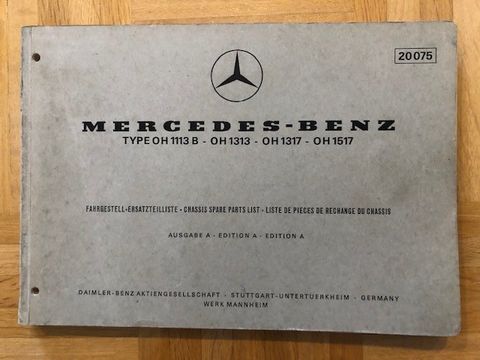 20 075
MERCEDES-BENZ
TYPE OH 1113 B - OH 1313 - OH 1317 - OH 1517
FAHRGESTELL-ERSATZTEILLISTE - CHASSIS SPARE PARTS LIST - LISTE DE PIECES DE RECHANGE DU CHASSIS
AUSGABE A - EDITION A - EDITION A
DAIMLER-BENZ AKTIENGESELLSCHAFT - STUTTGART-UNTERTUERKHEIM - GERMANY
WERK MANNHEIM